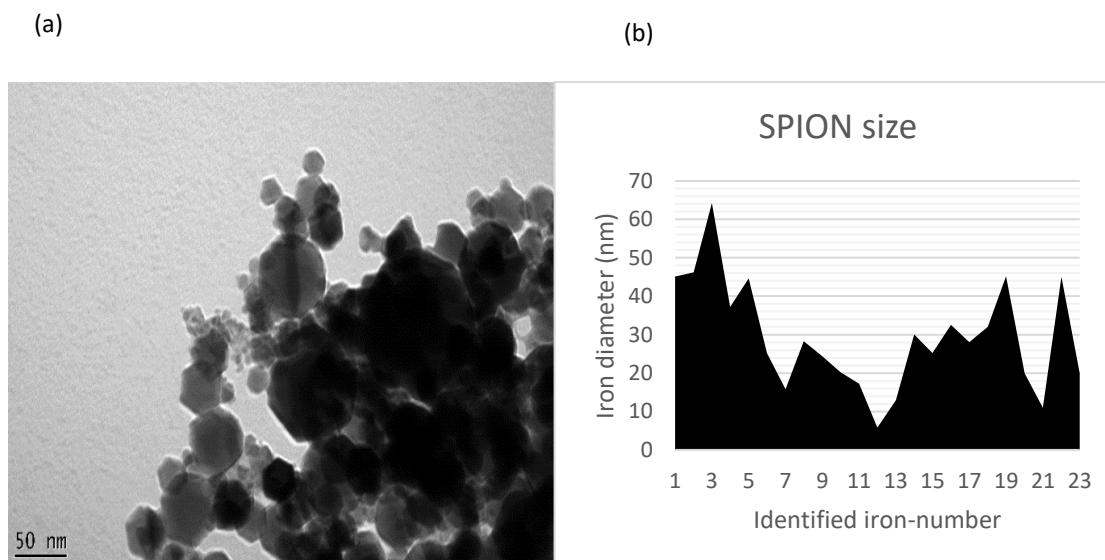 (a)
(b)
50 nm
SPION size
Iron diameter (nm)
70
60
50
40
30
20
10
0
1 3 5 7 9 11 13 15 17 19 21 23
Identified iron-number